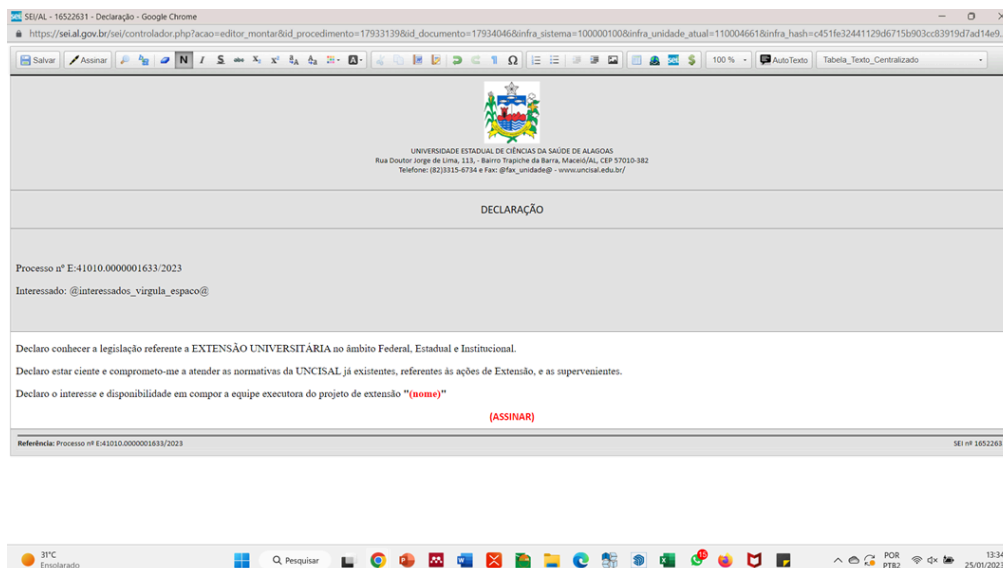 SEI/AL - 16522631 - Declaração - Google Chrome
https://sei.al.gov.br/sei/controlador.php?acao=editor_montar&id_procedimento=17933139&id_documento=17934046&infra_sistema=100000100&infra_unidade_atual=110004661&infra_hash=c451fe32441129d6715b903cc83919d7ad14e9...
Salvar Assinar N I S abc X₂ X² 100 % AutoTexto Tabela_Texto_Centralizado
UNIVERSIDADE ESTADUAL DE CIÊNCIAS DA SAÚDE DE ALAGOAS
Rua Doutor Jorge de Lima, 113, - Bairro Trapiche da Barra, Maceió/AL, CEP 57010-382
Telefone: (82)3315-6734 e Fax: @fax_unidade@ - www.uncisal.edu.br/
DECLARAÇÃO
Processo nº E:41010.0000001633/2023
Interessado: @interessados_virgula_espaco@
Declaro conhecer a legislação referente a EXTENSÃO UNIVERSITÁRIA no âmbito Federal, Estadual e Institucional.
Declaro estar ciente e comprometo-me a atender as normativas da UNCISAL já existentes, referentes às ações de Extensão, e as supervenientes.
Declaro o interesse e disponibilidade em compor a equipe executora do projeto de extensão "(nome)"
(ASSINAR)
Referência: Processo nº E:41010.0000001633/2023 SEI nº 1652263
31°C
Ensolarado
Pesquisar
15
POR
PTB2
13:34
25/01/202